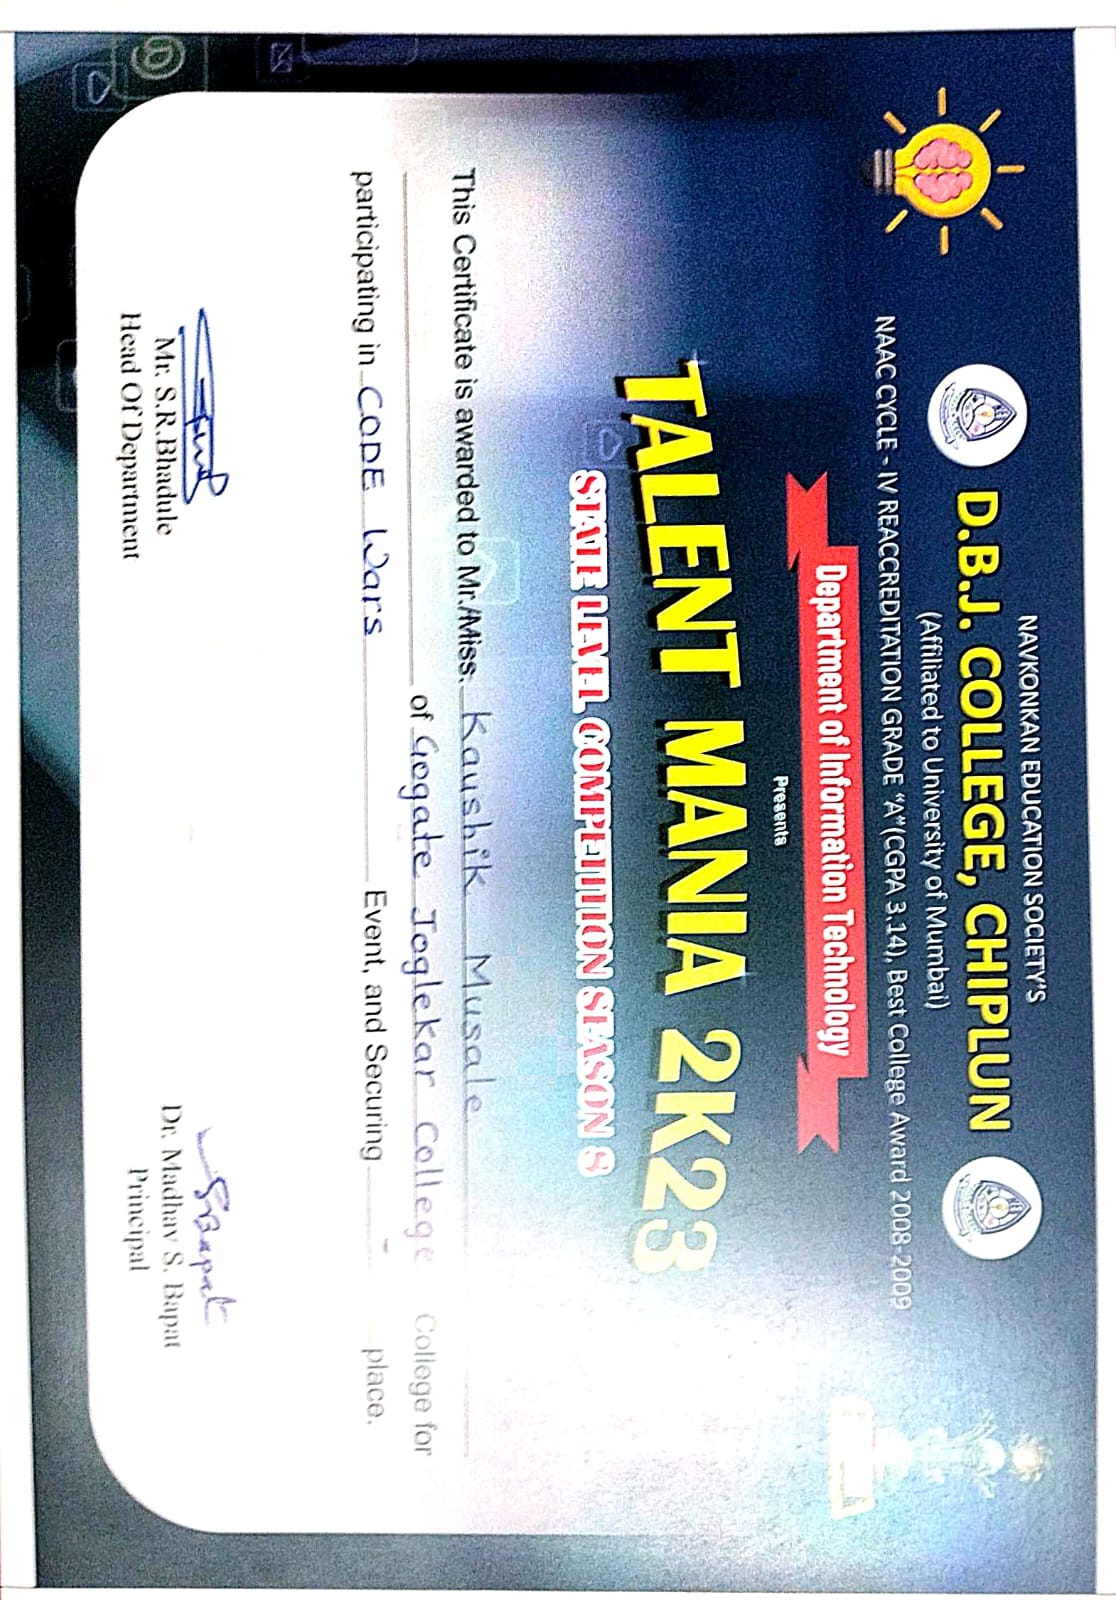 NAVKONKAN EDUCATION SOCIETY'S
D.B.J. COLLEGE, CHIPLUN
(Affiliated to University of Mumbai)
NAAC CYCLE - IV REACCREDITATION GRADE "A"(CGPA 3.14), Best College Award 2008-2009
Department of Information Technology
Presents
TALENT MANIA 2K23
STATE LEVEL COMPETITION SEASON 8
This Certificate is awarded to Mr./Miss. Kaushik Musale
of Gogate Joglekar College College for
participating in CODE Wars Event, and Securing - place.
SBapat
Mr. S.R.Bhadule
Head Of Department
Dr. Madhav S. Bapat
Principal